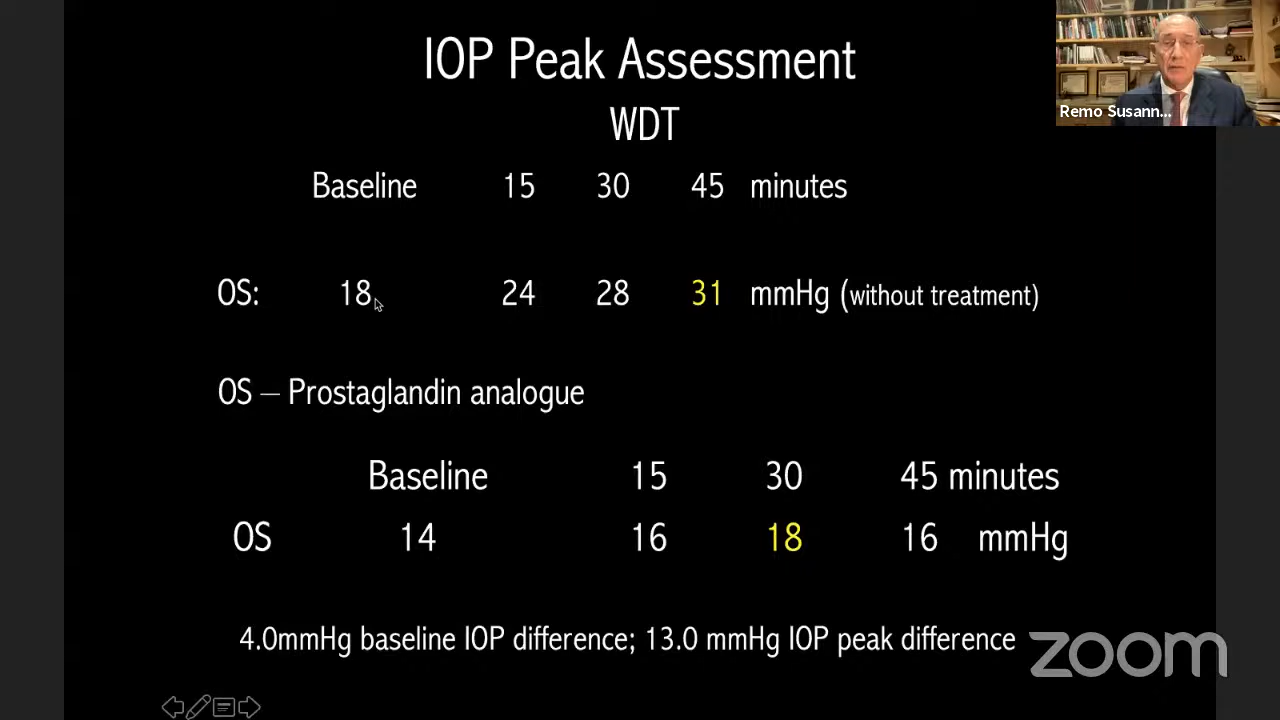 IOP Peak Assessment
WDT
Remo Susann...
Baseline 15 30 45 minutes
OS: 18 24 28 31 mmHg (without treatment)
OS – Prostaglandin analogue
Baseline 15 30 45 minutes
OS 14 16 18 16 mmHg
4.0mmHg baseline IOP difference; 13.0 mmHg IOP peak difference
zoom